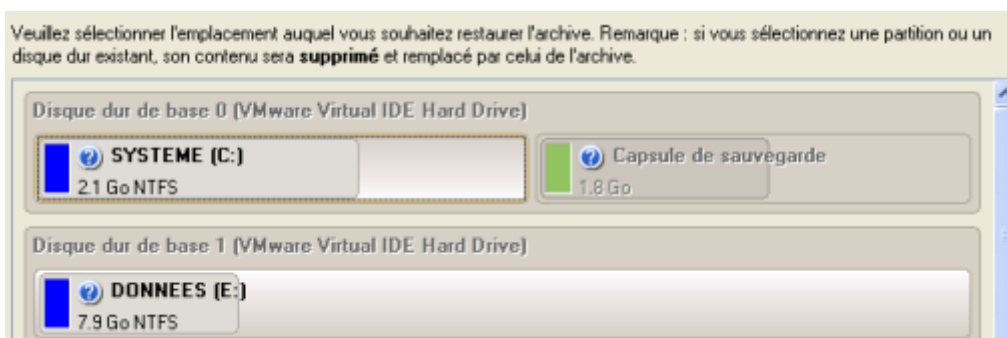 Veuillez sélectionner l'emplacement auquel vous souhaitez restaurer l'archive. Remarque : si vous sélectionnez une partition ou un
disque dur existant, son contenu sera supprimé et remplacé par celui de l'archive.
Disque dur de base 0 (VMware Virtual IDE Hard Drive)
SYSTEME (C:)
2.1 Go NTFS
Capsule de sauvegarde
1.8 Go
Disque dur de base 1 (VMware Virtual IDE Hard Drive)
DONNEES (E:)
7.9 Go NTFS